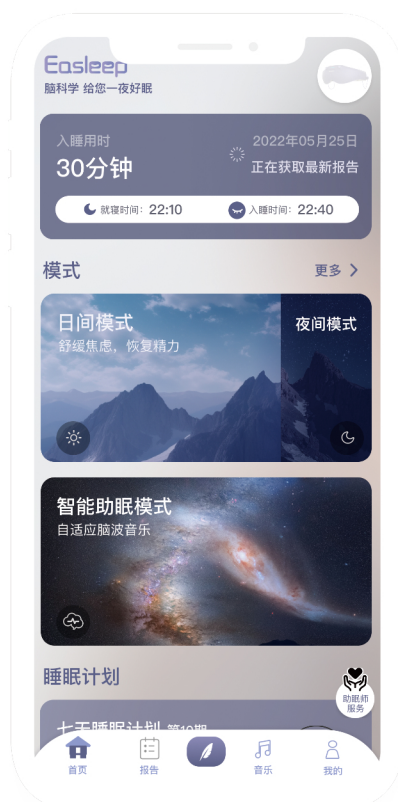 Easleep
脑科学 给您一夜好眠
入睡用时
2022年05月25日
30分钟
正在获取最新报告
就寝时间： 22:10
入睡时间： 22:40
模式
更多
日间模式
舒缓焦虑，恢复精力
夜间模式
智能助眠模式
自适应脑波音乐
睡眠计划
助眠师
服务
七天睡眠计划 第10期
首页
报告
音乐
我的